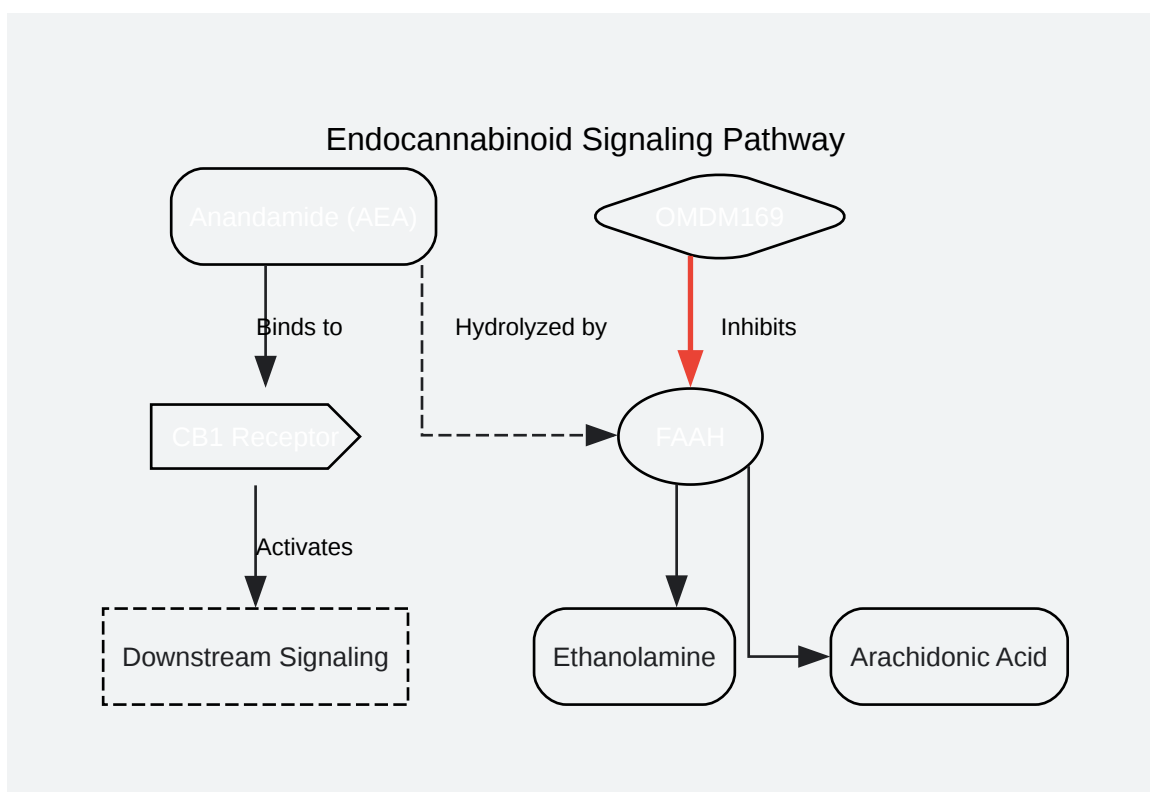 Endocannabinoid Signaling Pathway
Anandamide (AEA)
OMDM169
Binds to
Hydrolyzed by
Inhibits
CB1 Receptor
FAAH
Activates
Downstream Signaling
Ethanolamine
Arachidonic Acid